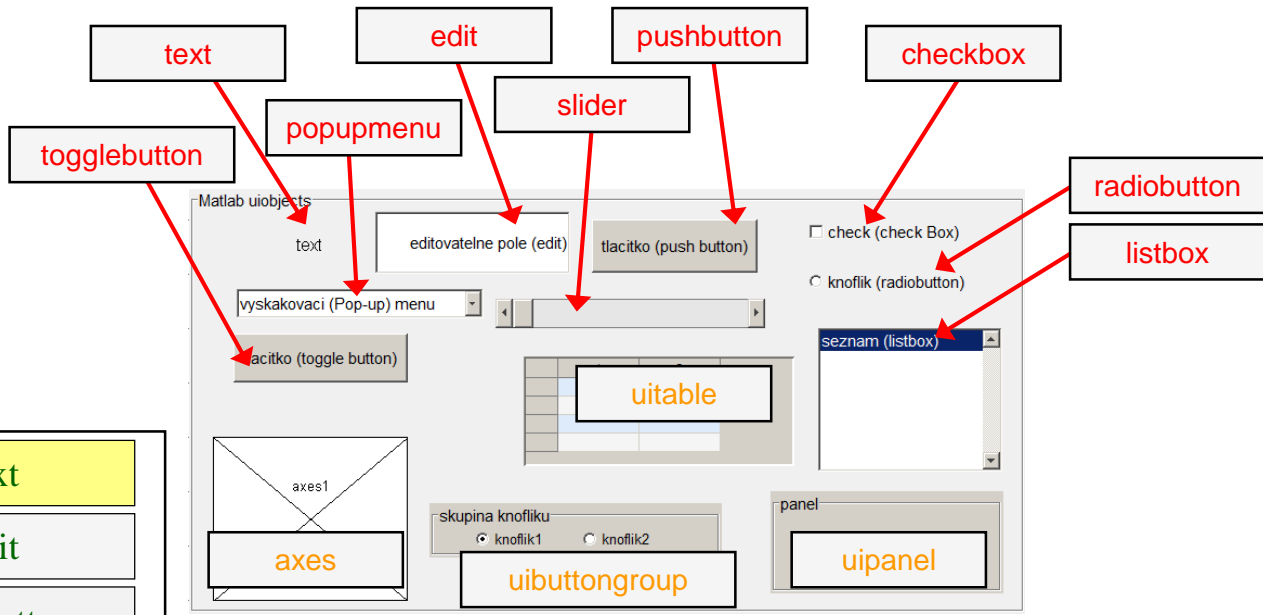 text
edit
pushbutton
checkbox
slider
popupmenu
togglebutton
radiobutton
listbox
Matlab uiobjects
text
editovatelne pole (edit)
tlacitko (push button)
check (check Box)
knoflik (radiobutton)
vyskakovaci (Pop-up) menu
acitko (toggle button)
seznam (listbox)
uitable
axes1
axes
skupina knofliku
knoflik1
knoflik2
uibuttongroup
panel
uipanel
xt
it